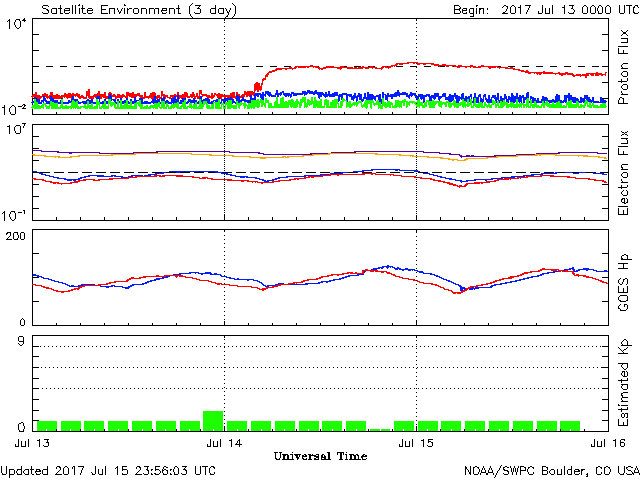 Satellite Environment (3 day)
Begin: 2017 Jul 13 0000 UTC
10⁴
10⁻²
Proton Flux
10⁷
10⁻¹
Electron Flux
200
0
GOES Hp
9
0
Estimated Kp
Jul 13
Jul 14
Jul 15
Jul 16
Universal Time
Updated 2017 Jul 15 23:56:03 UTC
NOAA/SWPC Boulder, CO USA